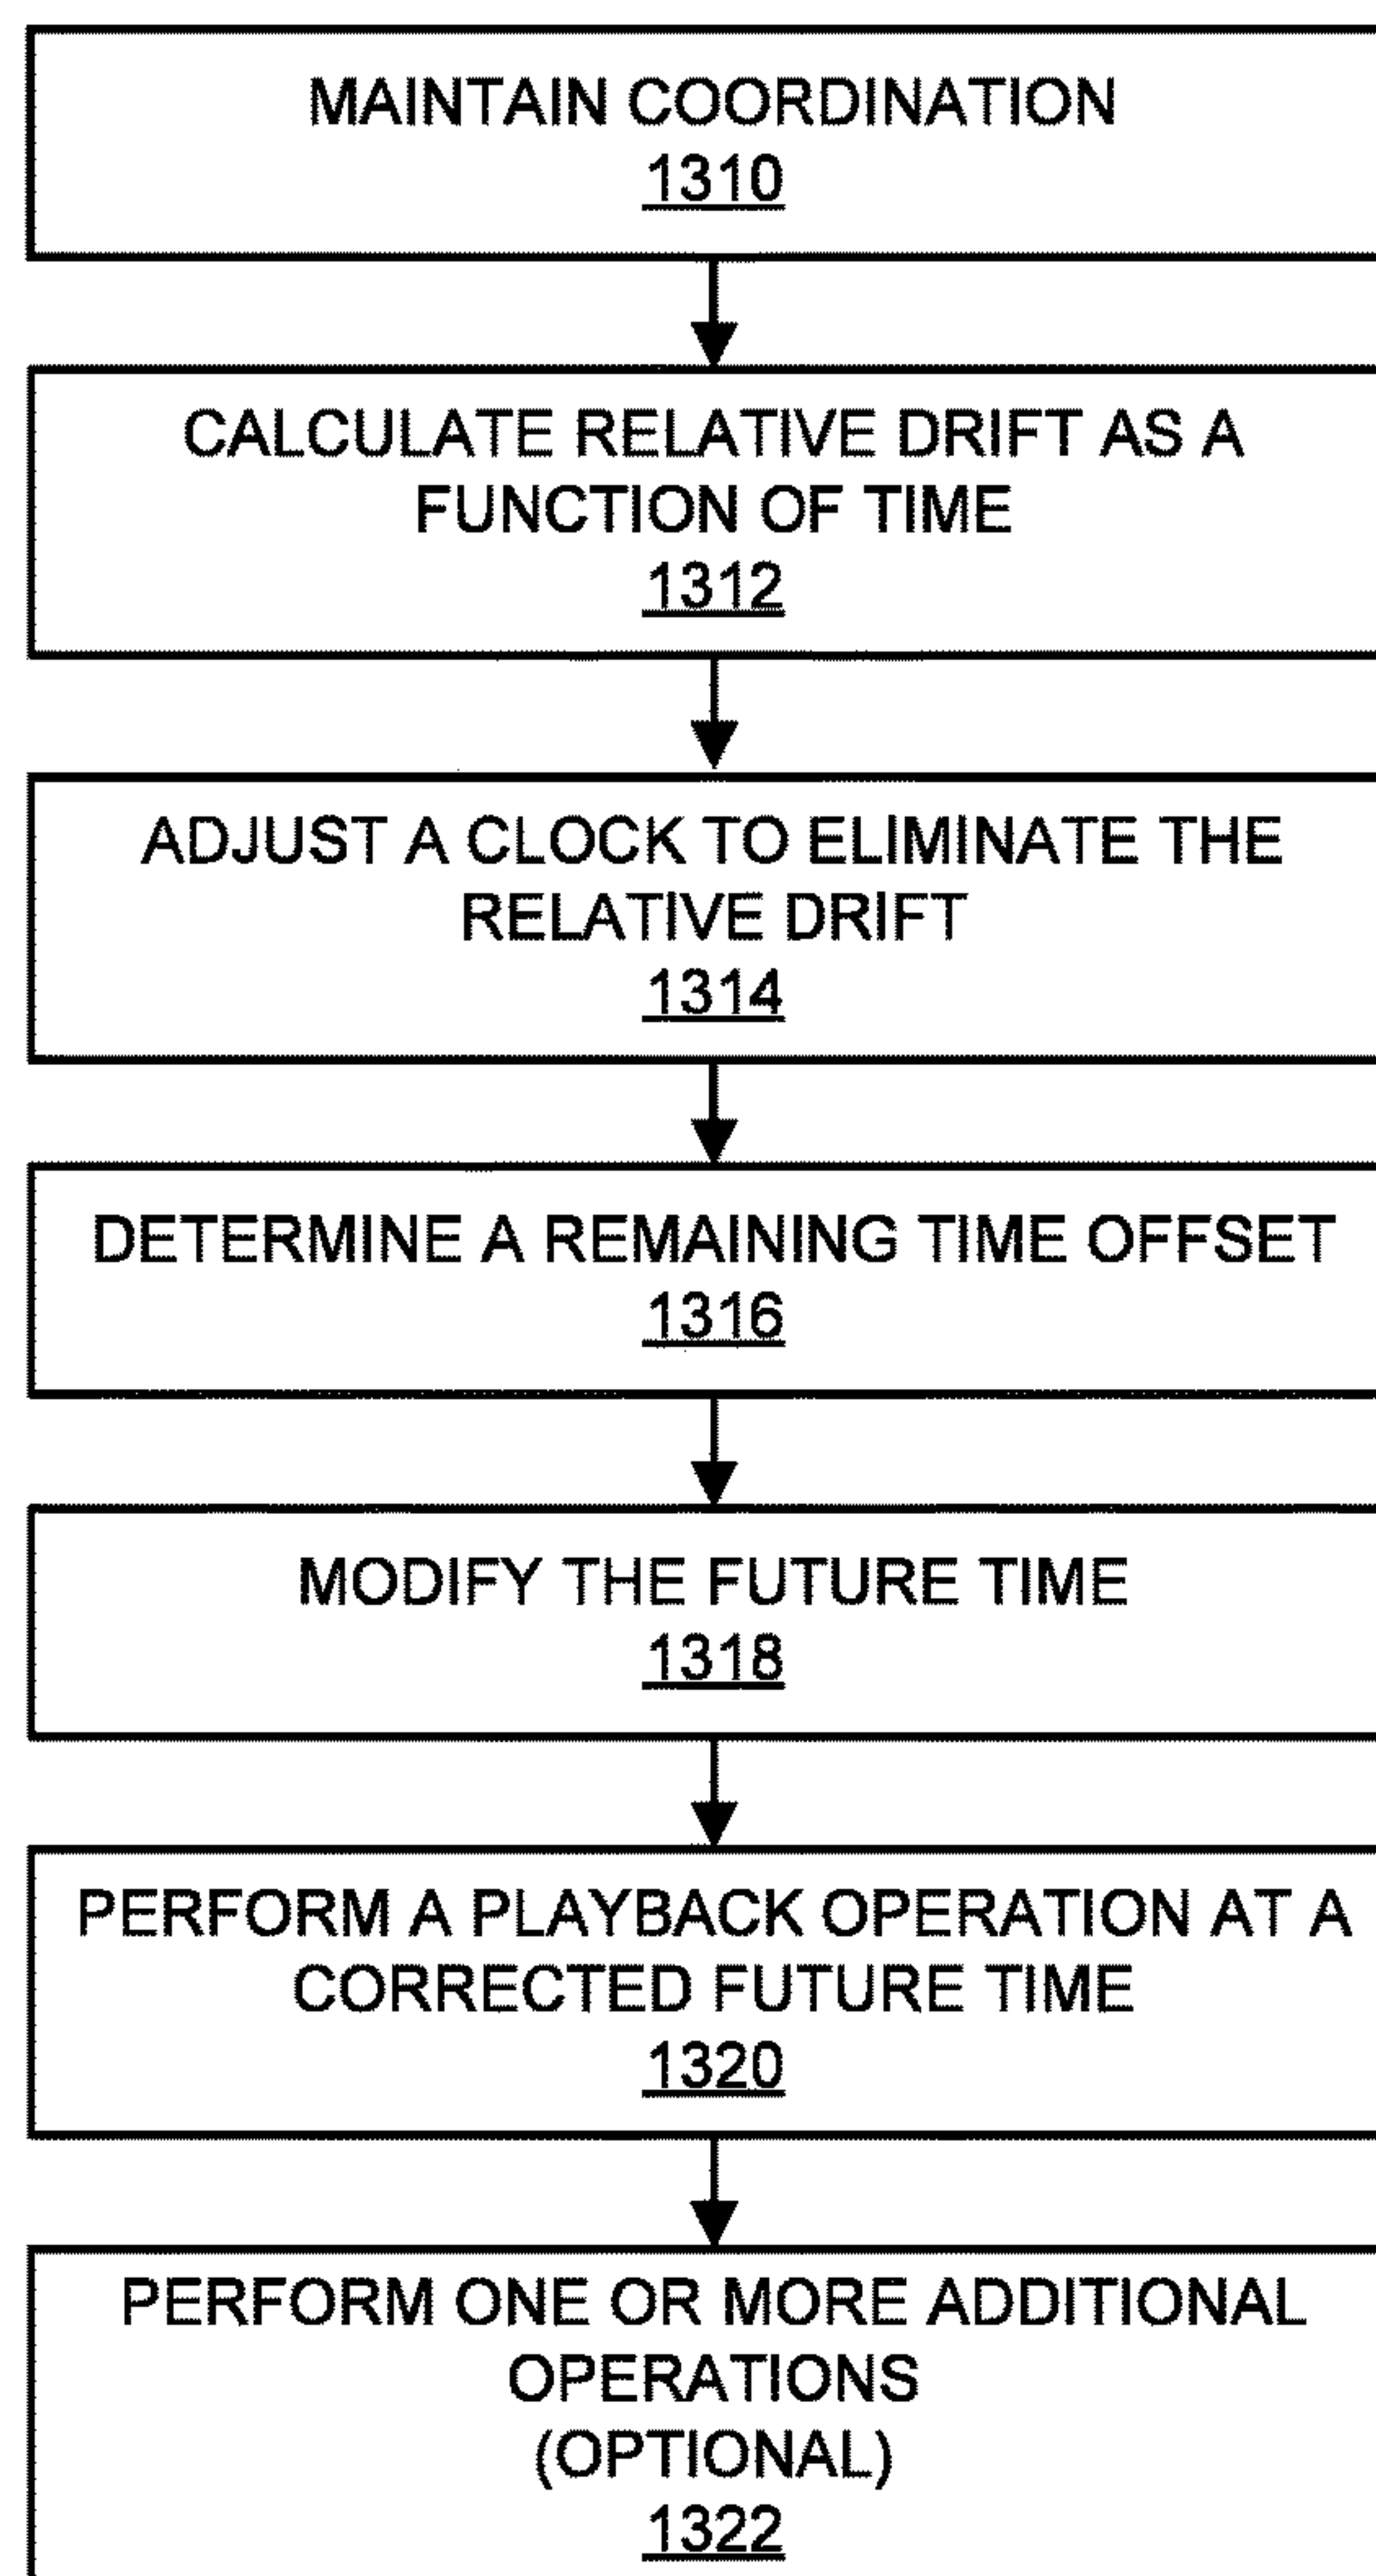 MAINTAIN COORDINATION
1310
CALCULATE RELATIVE DRIFT AS A
FUNCTION OF TIME
1312
ADJUST A CLOCK TO ELIMINATE THE
RELATIVE DRIFT
1314
DETERMINE A REMAINING TIME OFFSET
1316
MODIFY THE FUTURE TIME
1318
PERFORM A PLAYBACK OPERATION AT A
CORRECTED FUTURE TIME
1320
PERFORM ONE OR MORE ADDITIONAL
OPERATIONS
(OPTIONAL)
1322